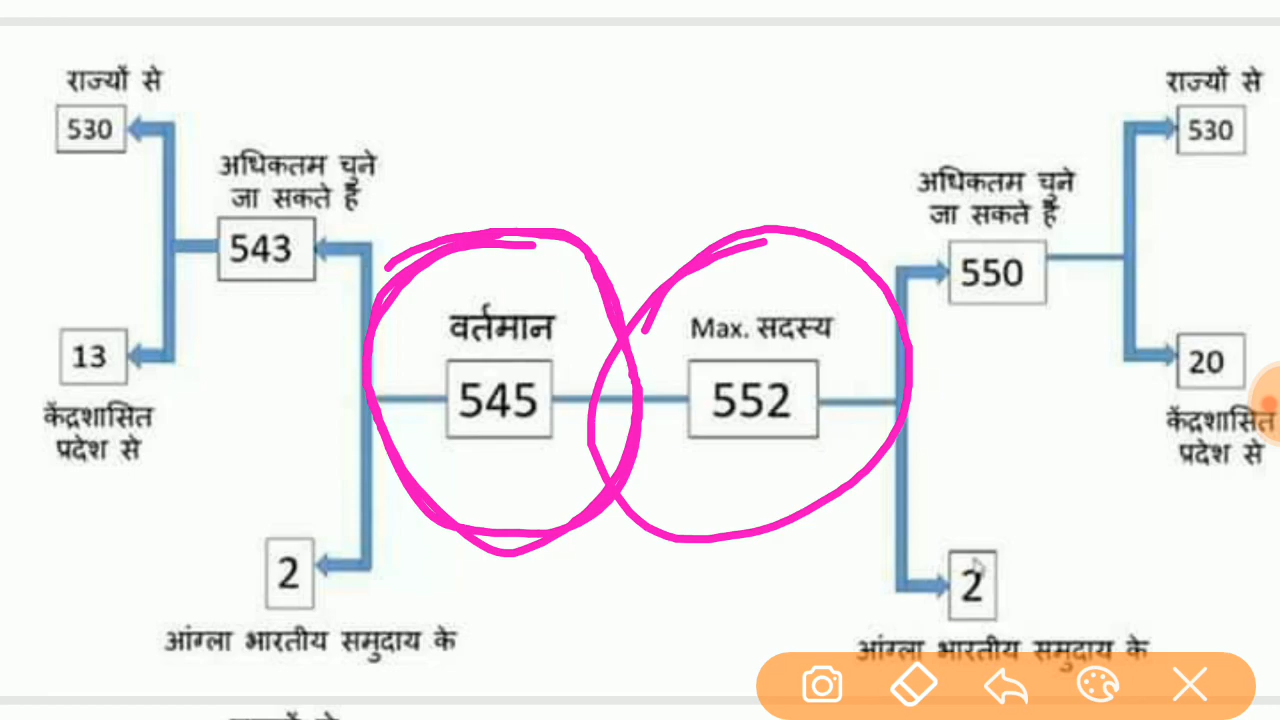 राज्यों से
530
अधिकतम चुने
जा सकते हैं
543
13
केंद्रशासित
प्रदेश से
2
आंग्ला भारतीय समुदाय के
वर्तमान
545
Max. सदस्य
552
राज्यों से
530
अधिकतम चुने
जा सकते हैं
550
20
केंद्रशासित
प्रदेश से
2
आंग्ला भारतीय समुदाय के